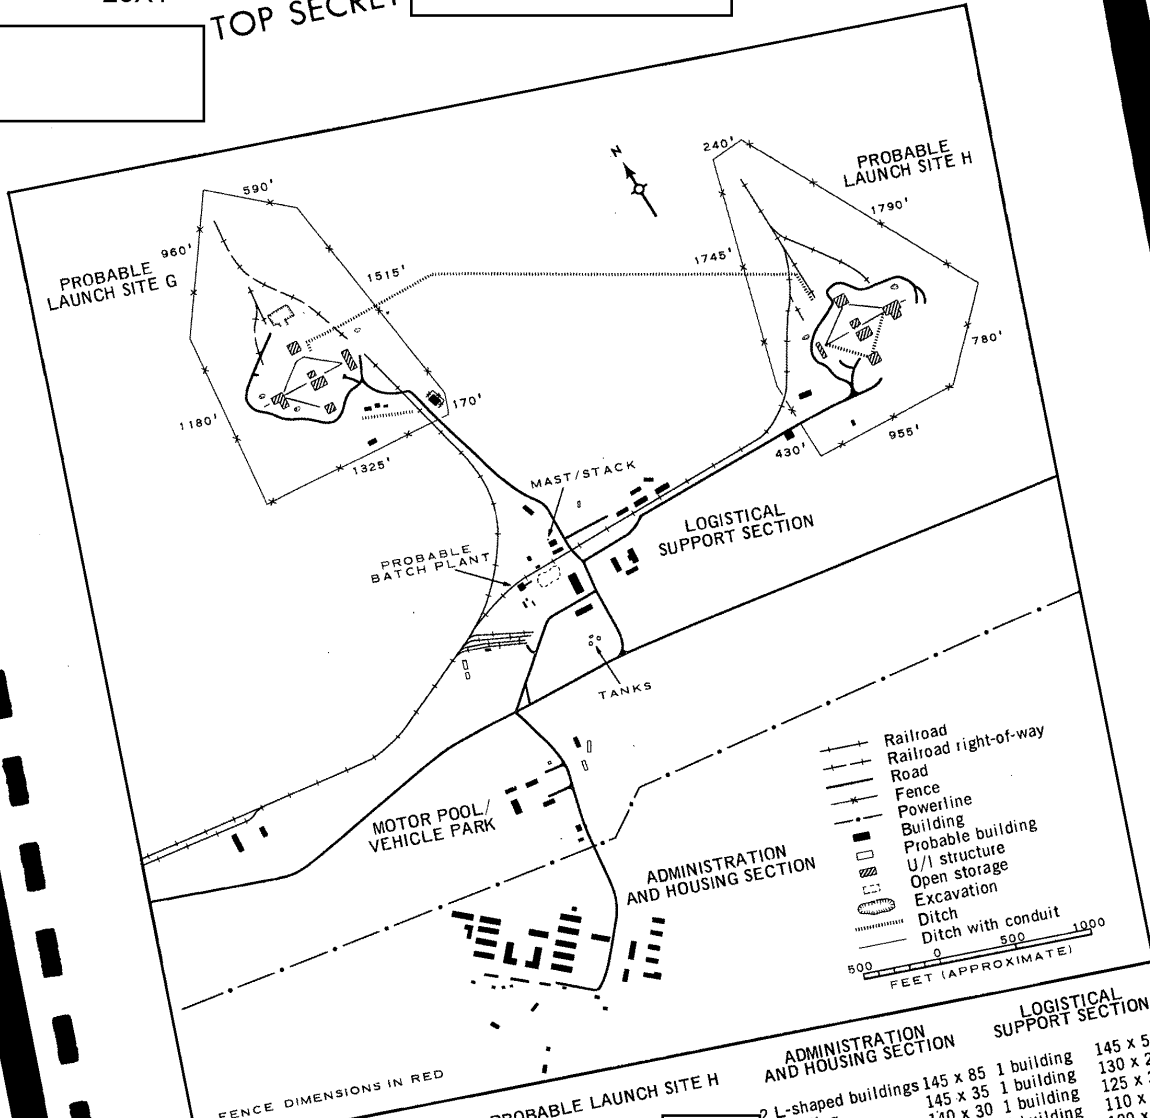 TOP SECRET
590'
960'
PROBABLE
LAUNCH SITE G
1515'
1180'
170'
1325'
N
240'
PROBABLE
LAUNCH SITE H
1790'
1745'
780'
955'
430'
MAST/STACK
LOGISTICAL
SUPPORT SECTION
PROBABLE
BATCH PLANT
TANKS
MOTOR POOL/
VEHICLE PARK
ADMINISTRATION
AND HOUSING SECTION
Railroad
Railroad right-of-way
Road
Fence
Powerline
Building
Probable building
U/I structure
Open storage
Excavation
Ditch
Ditch with conduit
500 0 500 1000
FEET (APPROXIMATE)
FENCE DIMENSIONS IN RED
PROBABLE LAUNCH SITE H
ADMINISTRATION
AND HOUSING SECTION
2 L-shaped buildings 145 x 85
145 x 35
140 x 30
LOGISTICAL
SUPPORT SECTION
1 building 145 x
1 building 130 x
1 building 125 x
building 110 x